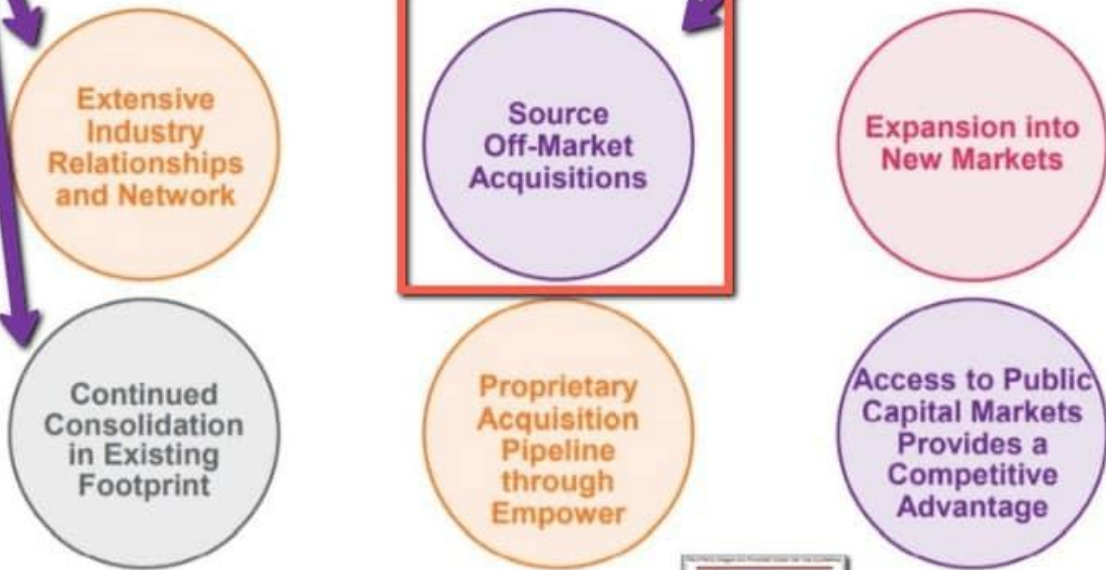 Extensive
Industry
Relationships
and Network
Source
Off-Market
Acquisitions
Expansion into
New Markets
Continued
Consolidation
in Existing
Footprint
Proprietary
Acquisition
Pipeline
through
Empower
Access to Public
Capital Markets
Provides a
Competitive
Advantage